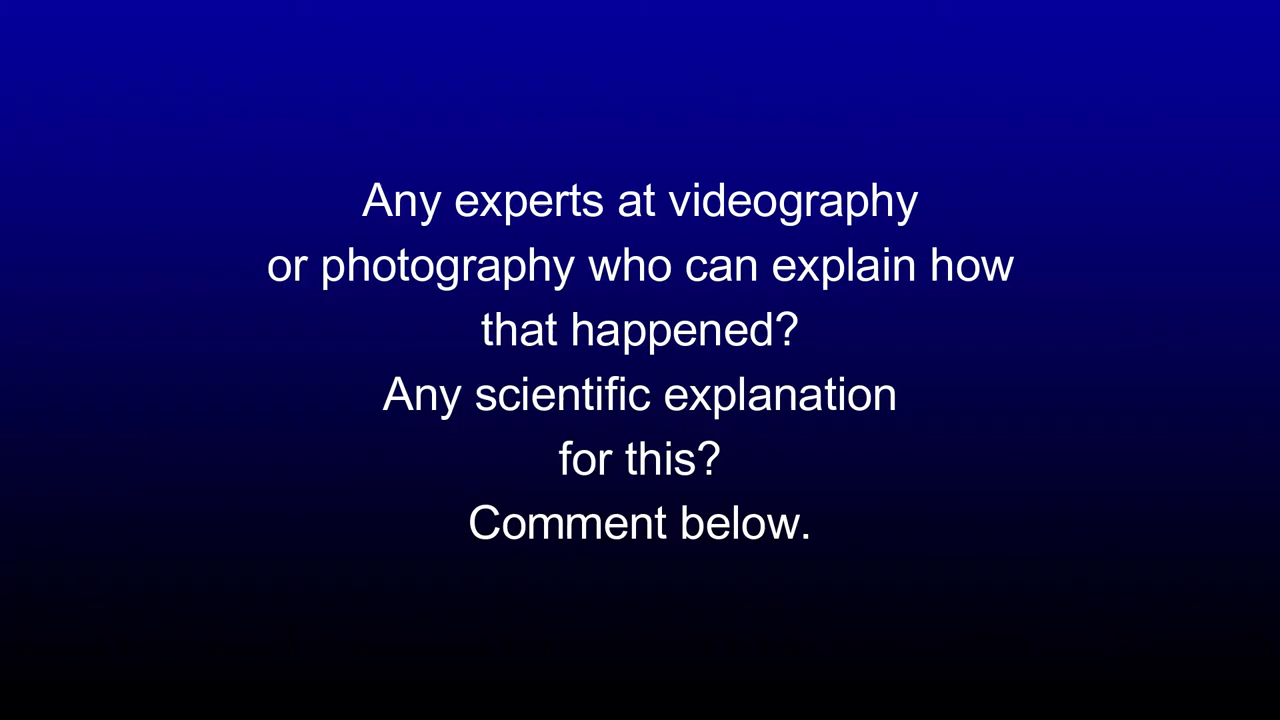 Any experts at videography
or photography who can explain how
that happened?
Any scientific explanation
for this?
Comment below.